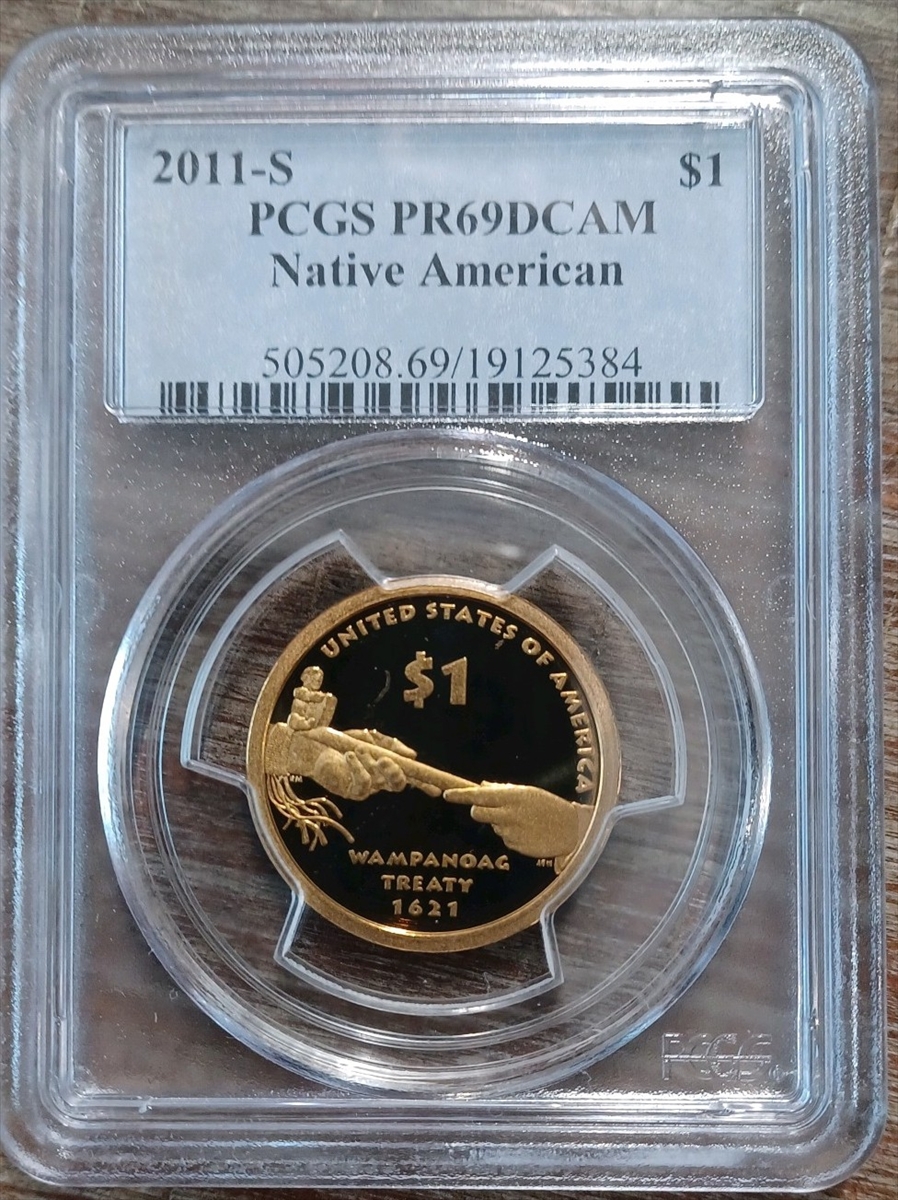 2011-S $1
PCGS PR69DCAM
Native American
505208.69/19125384
UNITED STATES OF AMERICA
$1
WAMPANOAG
TREATY
1621
PCGS